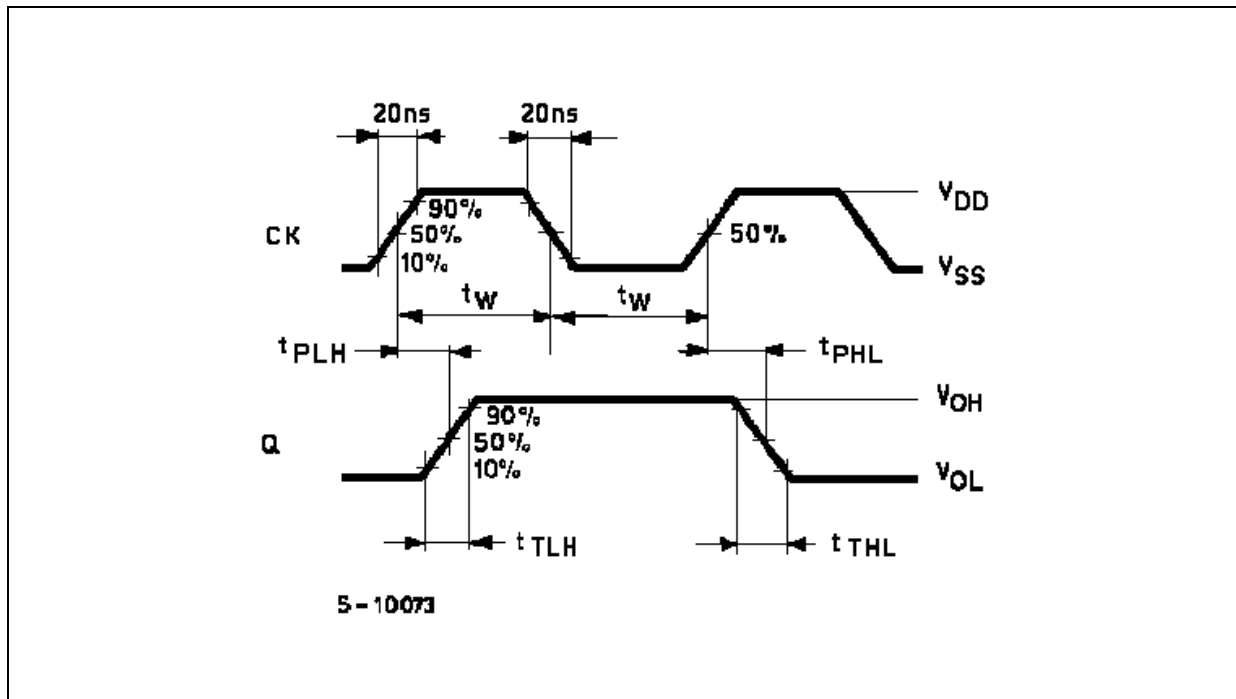 20ns 20ns
VDD
90%
CK 50% 50%
10% VSS
tW tW
tPLH tPHL
VOH
90%
Q 50%
10% VOL
tTLH tTHL
S-10073